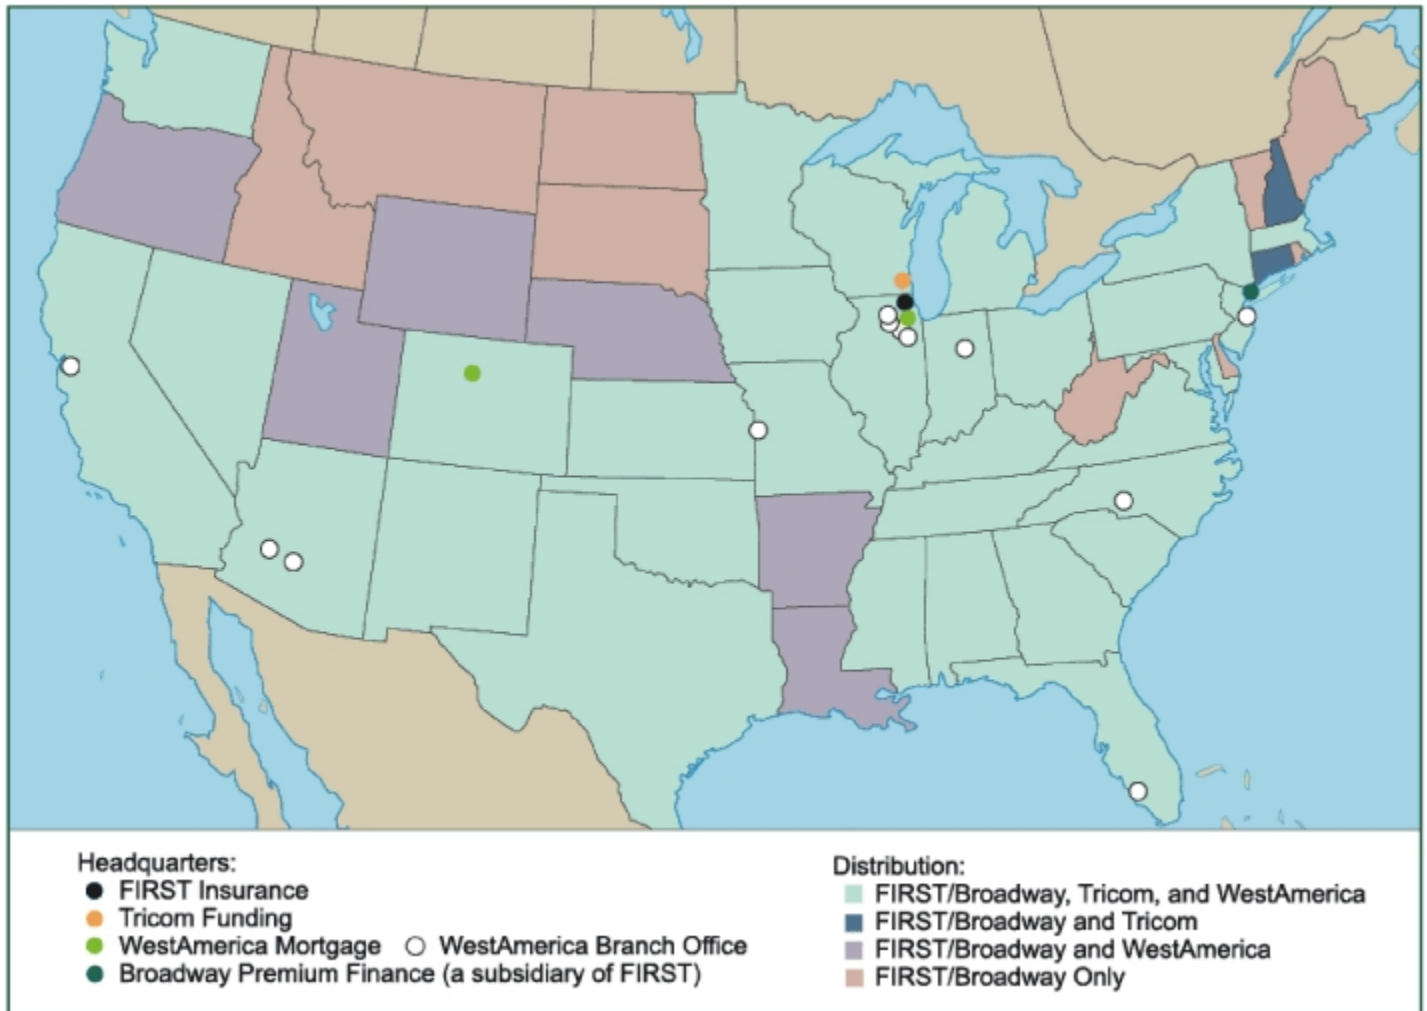 Headquarters:
FIRST Insurance
Tricom Funding
WestAmerica Mortgage WestAmerica Branch Office
Broadway Premium Finance (a subsidiary of FIRST)
Distribution:
FIRST/Broadway, Tricom, and WestAmerica
FIRST/Broadway and Tricom
FIRST/Broadway and WestAmerica
FIRST/Broadway Only